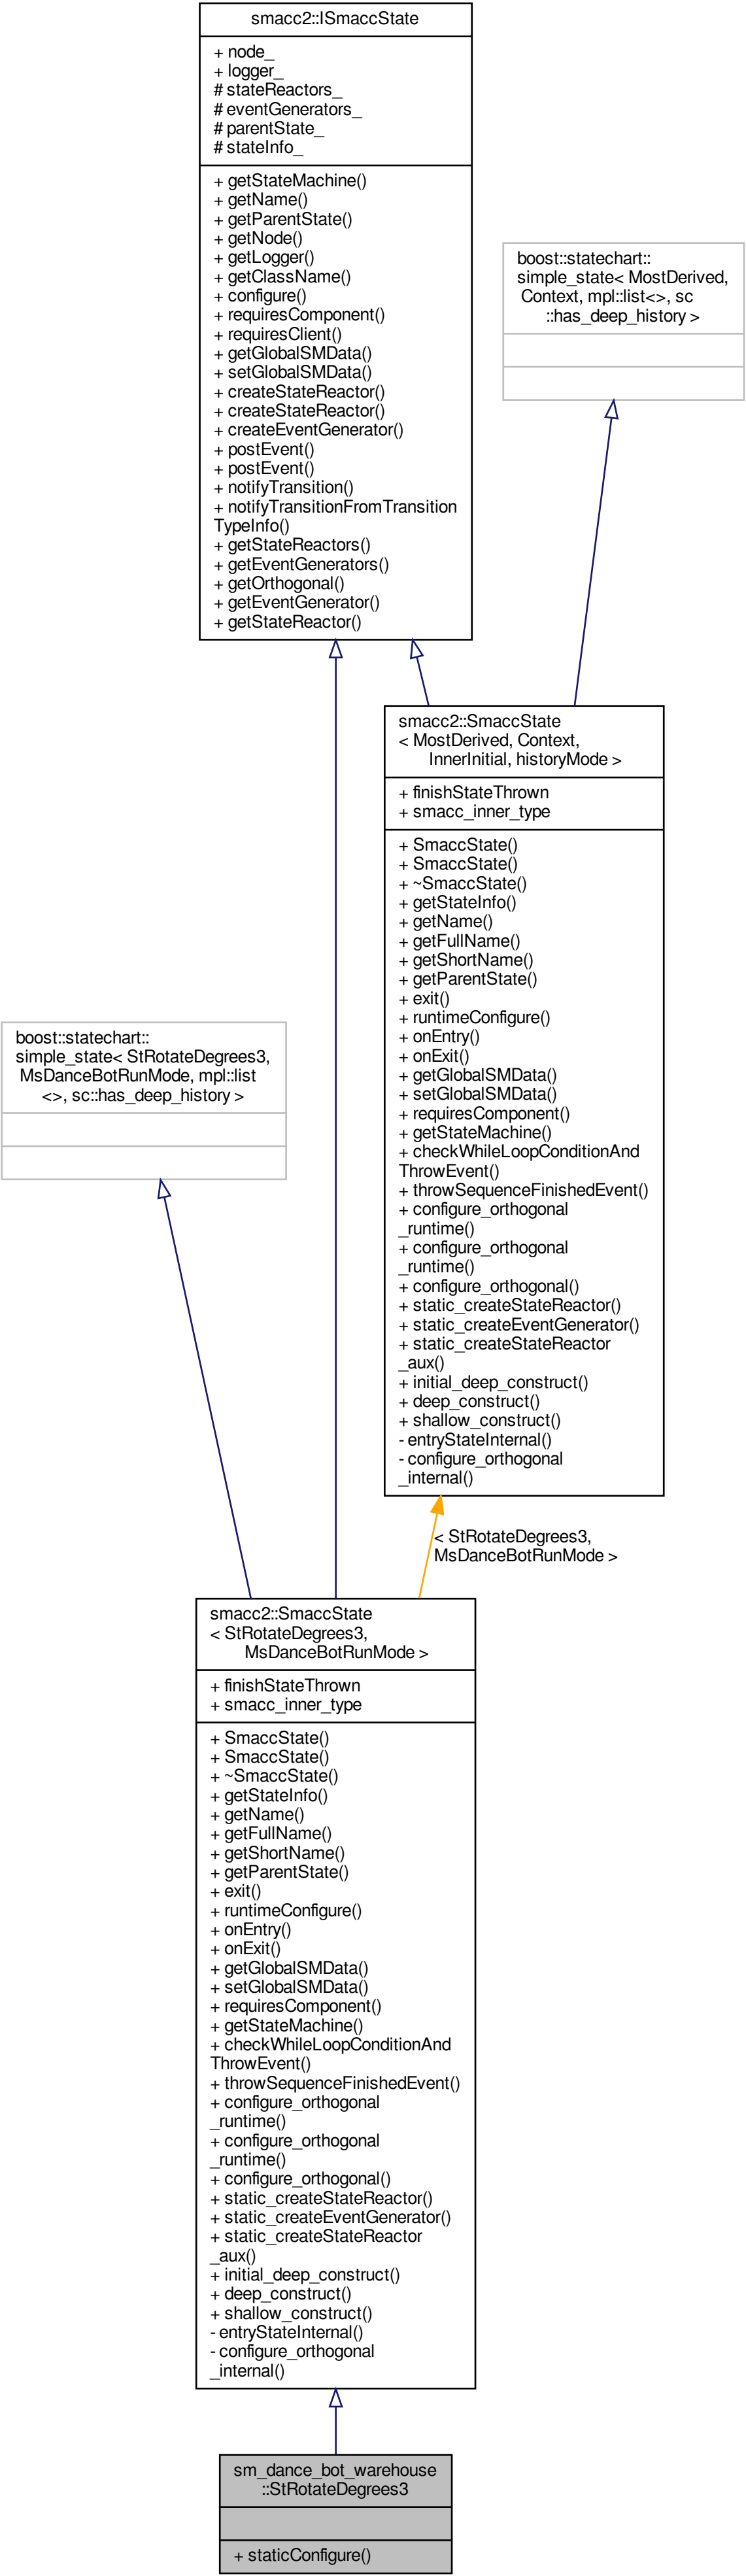 smacc2::ISmaccState
+ node_
+ logger_
# stateReactors_
# eventGenerators_
# parentState_
# stateInfo_
+ getStateMachine()
+ getName()
+ getParentState()
+ getNode()
+ getLogger()
+ getClassName()
+ configure()
+ requiresComponent()
+ requiresClient()
+ getGlobalSMData()
+ setGlobalSMData()
+ createStateReactor()
+ createStateReactor()
+ createEventGenerator()
+ postEvent()
+ postEvent()
+ notifyTransition()
+ notifyTransitionFromTransition
TypeInfo()
+ getStateReactors()
+ getEventGenerators()
+ getOrthogonal()
+ getEventGenerator()
+ getStateReactor()
boost::statechart::
simple_state< MostDerived,
Context, mpl::list<>, sc
::has_deep_history >
smacc2::SmaccState
< MostDerived, Context,
InnerInitial, historyMode >
+ finishStateThrown
+ smacc_inner_type
+ SmaccState()
+ SmaccState()
+ ~SmaccState()
+ getStateInfo()
+ getName()
+ getFullName()
+ getShortName()
+ getParentState()
+ exit()
+ runtimeConfigure()
+ onEntry()
+ onExit()
+ getGlobalSMData()
+ setGlobalSMData()
+ requiresComponent()
+ getStateMachine()
+ checkWhileLoopConditionAnd
ThrowEvent()
+ throwSequenceFinishedEvent()
+ configure_orthogonal
_runtime()
+ configure_orthogonal
_runtime()
+ configure_orthogonal()
+ static_createStateReactor()
+ static_createEventGenerator()
+ static_createStateReactor
_aux()
+ initial_deep_construct()
+ deep_construct()
+ shallow_construct()
- entryStateInternal()
- configure_orthogonal
_internal()
boost::statechart::
simple_state< StRotateDegrees3,
MsDanceBotRunMode, mpl::list
<>, sc::has_deep_history >
< StRotateDegrees3,
MsDanceBotRunMode >
smacc2::SmaccState
< StRotateDegrees3,
MsDanceBotRunMode >
+ finishStateThrown
+ smacc_inner_type
+ SmaccState()
+ SmaccState()
+ ~SmaccState()
+ getStateInfo()
+ getName()
+ getFullName()
+ getShortName()
+ getParentState()
+ exit()
+ runtimeConfigure()
+ onEntry()
+ onExit()
+ getGlobalSMData()
+ setGlobalSMData()
+ requiresComponent()
+ getStateMachine()
+ checkWhileLoopConditionAnd
ThrowEvent()
+ throwSequenceFinishedEvent()
+ configure_orthogonal
_runtime()
+ configure_orthogonal
_runtime()
+ configure_orthogonal()
+ static_createStateReactor()
+ static_createEventGenerator()
+ static_createStateReactor
_aux()
+ initial_deep_construct()
+ deep_construct()
+ shallow_construct()
- entryStateInternal()
- configure_orthogonal
_internal()
sm_dance_bot_warehouse
::StRotateDegrees3
+ staticConfigure()